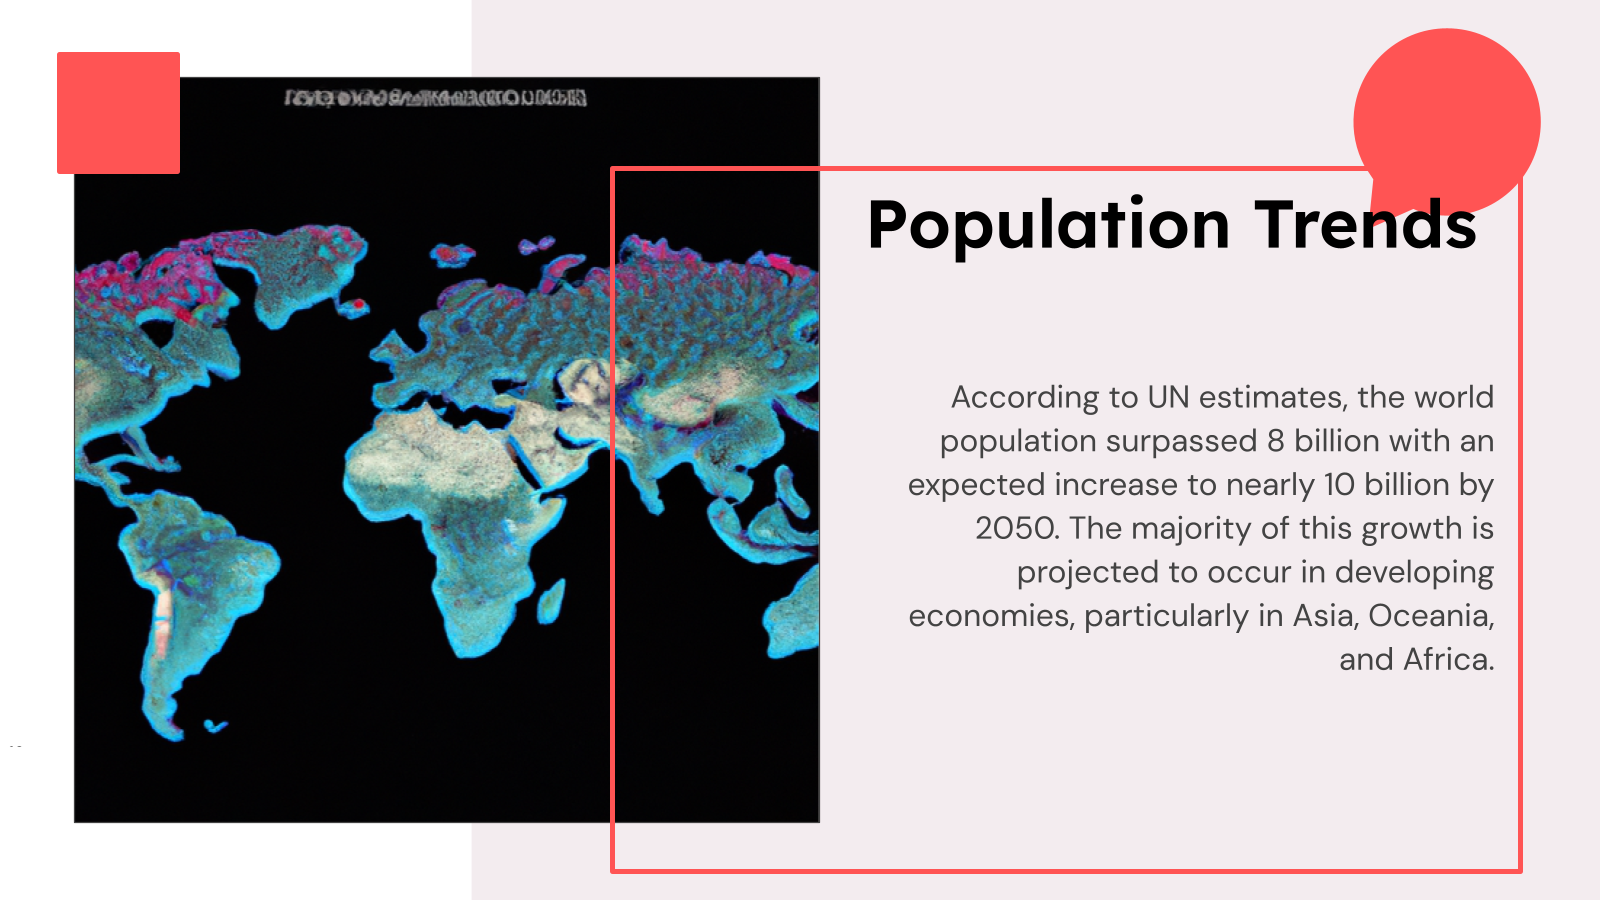 Population Trends
According to UN estimates, the world
population surpassed 8 billion with an
expected increase to nearly 10 billion by
2050. The majority of this growth is
projected to occur in developing
economies, particularly in Asia, Oceania,
and Africa.